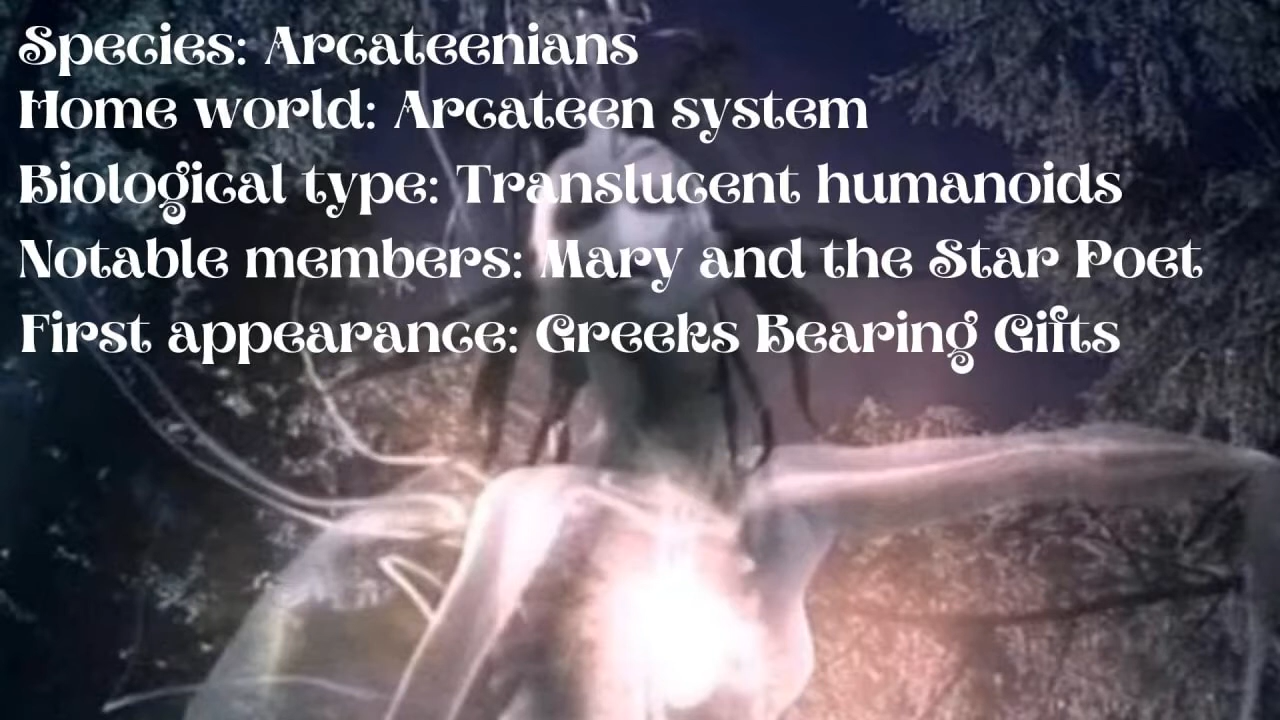 Species: Arcateenians
Home world: Arcateen system
Biological type: Translucent humanoids
Notable members: Mary and the Star Poet
First appearance: Greeks Bearing Gifts